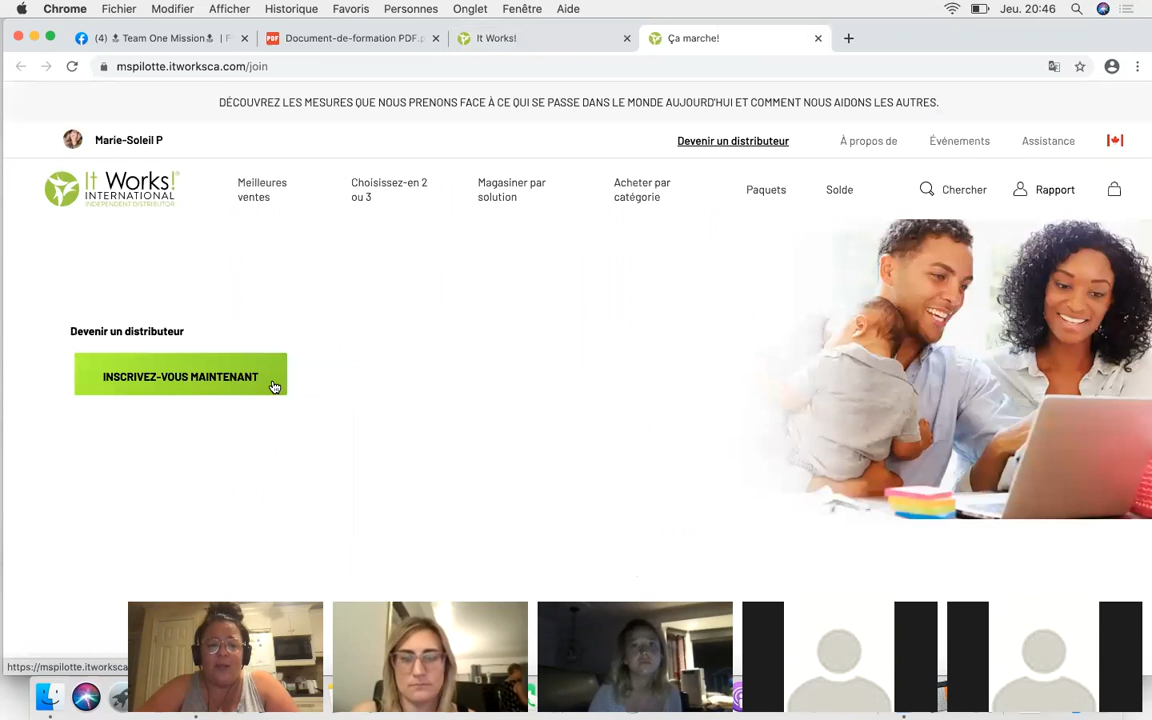 Chrome Fichier Modifier Afficher Historique Favoris Personnes Onglet Fenêtre Aide Jeu. 20:46
(4) Team One Mission | F
Document-de-formation PDF.p
It Works!
Ça marche!
mspilotte.itworksca.com/join
DÉCOUVREZ LES MESURES QUE NOUS PRENONS FACE À CE QUI SE PASSE DANS LE MONDE AUJOURD'HUI ET COMMENT NOUS AIDONS LES AUTRES.
Marie-Soleil P
Devenir un distributeur
À propos de
Événements
Assistance
It Works!
INTERNATIONAL
INDEPENDENT DISTRIBUTOR
Meilleures
ventes
Choisissez-en 2
ou 3
Magasiner par
solution
Acheter par
catégorie
Paquets
Solde
Chercher
Rapport
Devenir un distributeur
INSCRIVEZ-VOUS MAINTENANT
https://mspilotte.itworksca